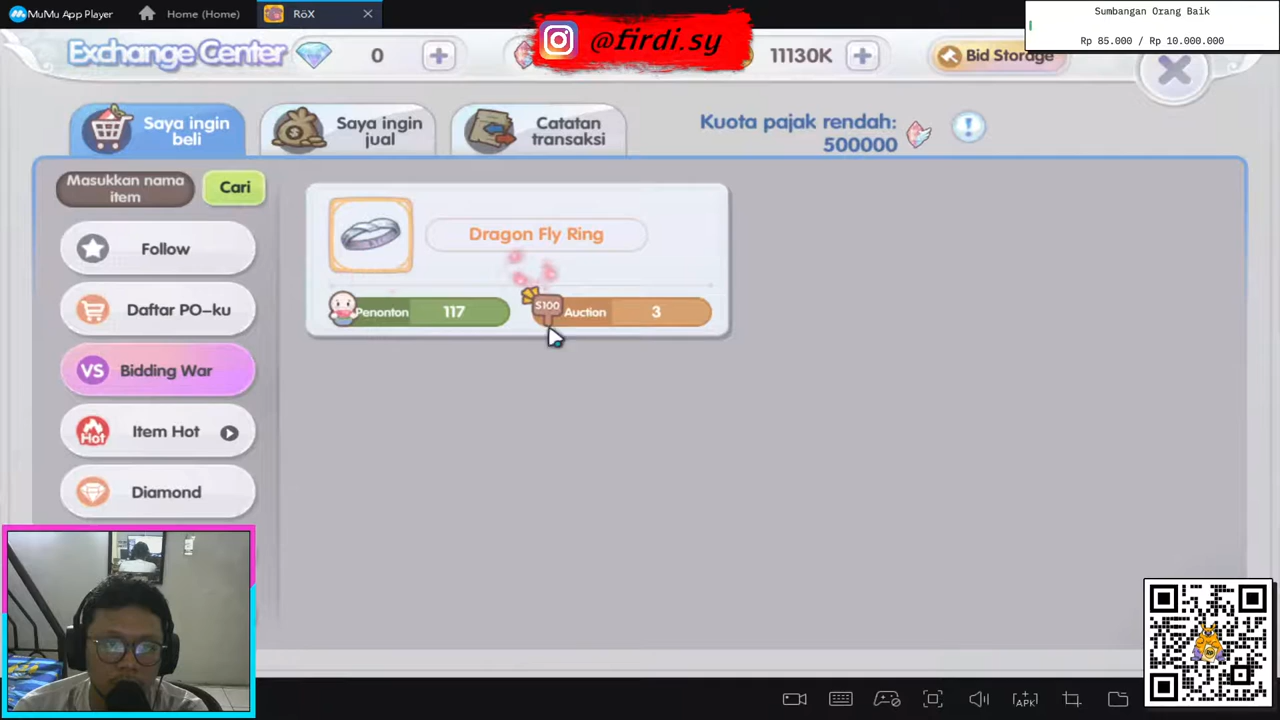 MuMu App Player
Home (Home)
RöX
Sumbangan Orang Baik
Rp 85.000 / Rp 10.000.000
Exchange Center
0
@firdi.sy
11130K
Bid Storage
Saya ingin
beli
Saya ingin
jual
Catatan
transaksi
Kuota pajak rendah:
500000
Masukkan nama
item
Cari
Dragon Fly Ring
Penonton
117
S100
Auction
3
Follow
Daftar PO-ku
VS
Bidding War
Hot
Item Hot
Diamond
APK